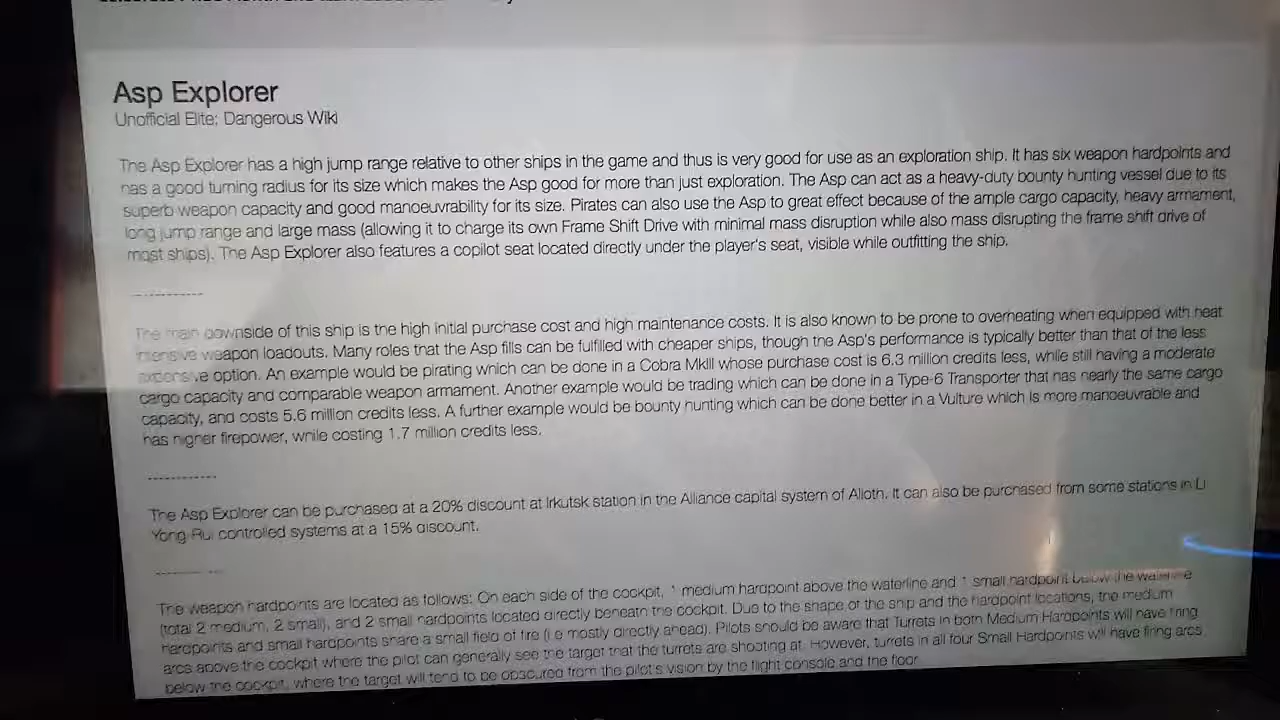 Asp Explorer
Unofficial Elite: Dangerous Wiki
The Asp Explorer has a high jump range relative to other ships in the game and thus is very good for use as an exploration ship. It has six weapon hardpoints and
has a good turning radius for its size which makes the Asp good for more than just exploration. The Asp can act as a heavy-duty bounty hunting vessel due to its
superb weapon capacity and good manoeuvrability for its size. Pirates can also use the Asp to great effect because of the ample cargo capacity, heavy armament,
long jump range and large mass (allowing it to charge its own Frame Shift Drive with minimal mass disruption while also mass disrupting the frame shift drive of
most ships). The Asp Explorer also features a copilot seat located directly under the player's seat, visible while outfitting the ship.
------------
The main downside of this ship is the high initial purchase cost and high maintenance costs. It is also known to be prone to overheating when equipped with heat
intensive weapon loadouts. Many roles that the Asp fills can be fulfilled with cheaper ships, though the Asp's performance is typically better than that of the less
expensive option. An example would be pirating which can be done in a Cobra MkIII whose purchase cost is 6.3 million credits less, while still having a moderate
cargo capacity and comparable weapon armament. Another example would be trading which can be done in a Type-6 Transporter that has nearly the same cargo
capacity, and costs 5.6 million credits less. A further example would be bounty hunting which can be done better in a Vulture which is more manoeuvrable and
has higher firepower, while costing 1.7 million credits less.
------------
The Asp Explorer can be purchased at a 20% discount at Irkutsk station in the Alliance capital system of Alioth. It can also be purchased from some stations in Li
Yong-Rui controlled systems at a 15% discount.
------------
The weapon hardpoints are located as follows: On each side of the cockpit, 1 medium hardpoint above the waterline and 1 small hardpoint below the waterline
(total 2 medium, 2 small), and 2 small hardpoints located directly beneath the cockpit. Due to the shape of the ship and the hardpoint locations, the medium
hardpoints and small hardpoints share a small field of fire (i.e mostly directly ahead). Pilots should be aware that Turrets in both Medium Hardpoints will have firing
arcs above the cockpit where the pilot can generally see the target that the turrets are shooting at. However, turrets in all four Small Hardpoints will have firing arcs
below the cockpit, where the target will tend to be obscured from the pilot's vision by the flight console and the floor